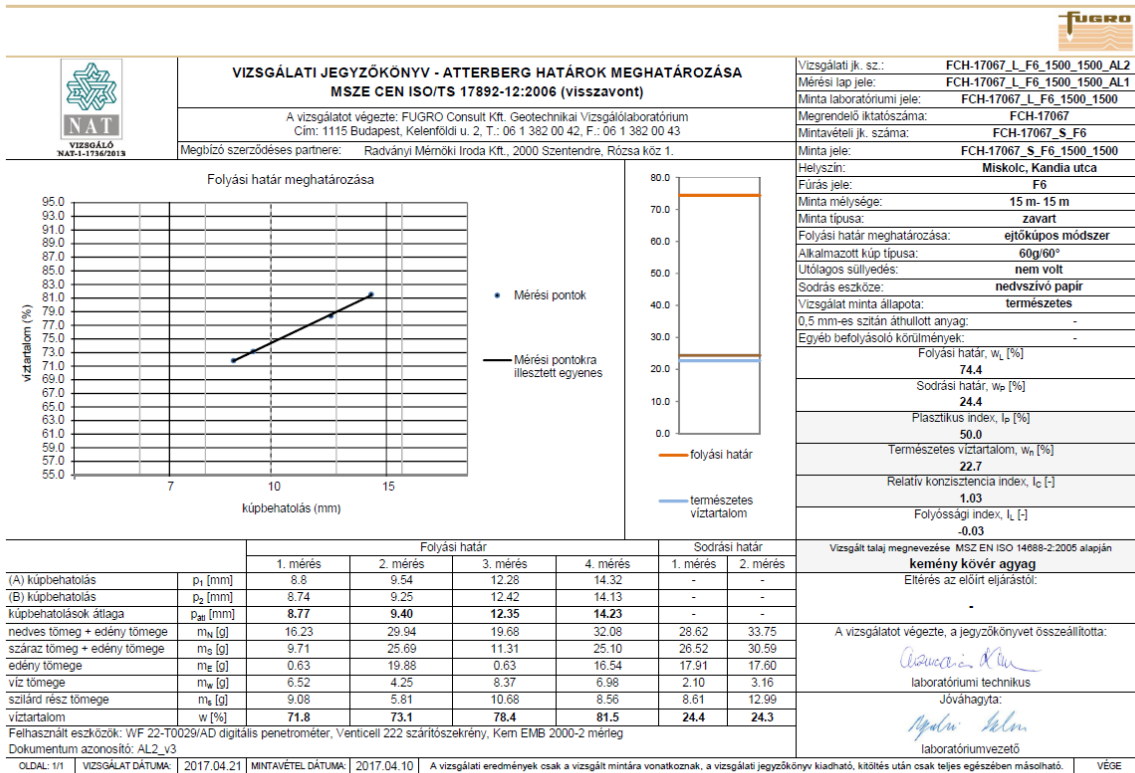 FUGRO
NAT
VIZSGÁLÓ
NAT-1-1736/2013
VIZSGÁLATI JEGYZŐKÖNYV - ATTERBERG HATÁROK MEGHATÁROZÁSA
MSZE CEN ISO/TS 17892-12:2006 (visszavont)
A vizsgálatot végezte: FUGRO Consult Kft. Geotechnikai Vizsgálólaboratórium
Cím: 1115 Budapest, Kelenföldi u. 2, T.: 06 1 382 00 42, F.: 06 1 382 00 43
Megbízó szerződéses partnere: Radványi Mérnöki Iroda Kft., 2000 Szentendre, Rózsa köz 1.
Vizsgálati jk. sz.: FCH-17067_L_F6_1500_1500_AL2
Mérési lap jele: FCH-17067_L_F6_1500_1500_AL1
Minta laboratóriumi jele: FCH-17067_L_F6_1500_1500
Megrendelő iktatószáma: FCH-17067
Mintavételi jk. száma: FCH-17067_S_F6
Minta jele: FCH-17067_S_F6_1500_1500
Helyszín: Miskolc, Kandia utca
Fúrás jele: F6
Minta mélysége: 15 m- 15 m
Minta típusa: zavart
Folyási határ meghatározása: ejtőkúpos módszer
Alkalmazott kúp típusa: 60g/60°
Utólagos süllyedés: nem volt
Sodrás eszköze: nedvszívó papír
Vizsgálat minta állapota: természetes
0,5 mm-es szitán áthullott anyag: -
Egyéb befolyásoló körülmények: -
Folyási határ, wL [%]
74.4
Sodrási határ, wP [%]
24.4
Plasztikus index, IP [%]
50.0
Természetes víztartalom, wn [%]
22.7
Relatív konzisztencia index, IC [-]
1.03
Folyóssági index, IL [-]
-0.03
Folyási határ meghatározása
95.0
93.0
91.0
89.0
87.0
85.0
83.0
81.0
79.0
77.0
75.0
73.0
71.0
69.0
67.0
65.0
63.0
61.0
59.0
57.0
55.0
víztartalom (%)
7 10 15
kúpbehatolás (mm)
Mérési pontok
Mérési pontokra
illesztett egyenes
80.0
70.0
60.0
50.0
40.0
30.0
20.0
10.0
0.0
folyási határ
természetes
víztartalom
Folyási határ Sodrási határ
1. mérés 2. mérés 3. mérés 4. mérés 1. mérés 2. mérés
(A) kúpbehatolás p1 [mm] 8.8 9.54 12.28 14.32 - -
(B) kúpbehatolás p2 [mm] 8.74 9.25 12.42 14.13 - -
kúpbehatolások átlaga pátl [mm] 8.77 9.40 12.35 14.23 - -
nedves tömeg + edény tömege mN [g] 16.23 29.94 19.68 32.08 28.62 33.75
száraz tömeg + edény tömege mS [g] 9.71 25.69 11.31 25.10 26.52 30.59
edény tömege mE [g] 0.63 19.88 0.63 16.54 17.91 17.60
víz tömege mw [g] 6.52 4.25 8.37 6.98 2.10 3.16
szilárd rész tömege ms [g] 9.08 5.81 10.68 8.56 8.61 12.99
víztartalom w [%] 71.8 73.1 78.4 81.5 24.4 24.3
Felhasznált eszközök: WF 22-T0029/AD digitális penetrométer, Venticell 222 szárítószekrény, Kern EMB 2000-2 mérleg
Dokumentum azonosító: AL2_v3
Vizsgált talaj megnevezése MSZ EN ISO 14688-2:2005 alapján
kemény kövér agyag
Eltérés az előírt eljárástól:
-
A vizsgálatot végezte, a jegyzőkönyvet összeállította:
laboratóriumi technikus
Jóváhagyta:
laboratóriumvezető
OLDAL: 1/1 VIZSGÁLAT DÁTUMA: 2017.04.21 MINTAVÉTEL DÁTUMA: 2017.04.10 A vizsgálati eredmények csak a vizsgált mintára vonatkoznak, a vizsgálati jegyzőkönyv kiadható, kitöltés után csak teljes egészében másolható. VÉGE